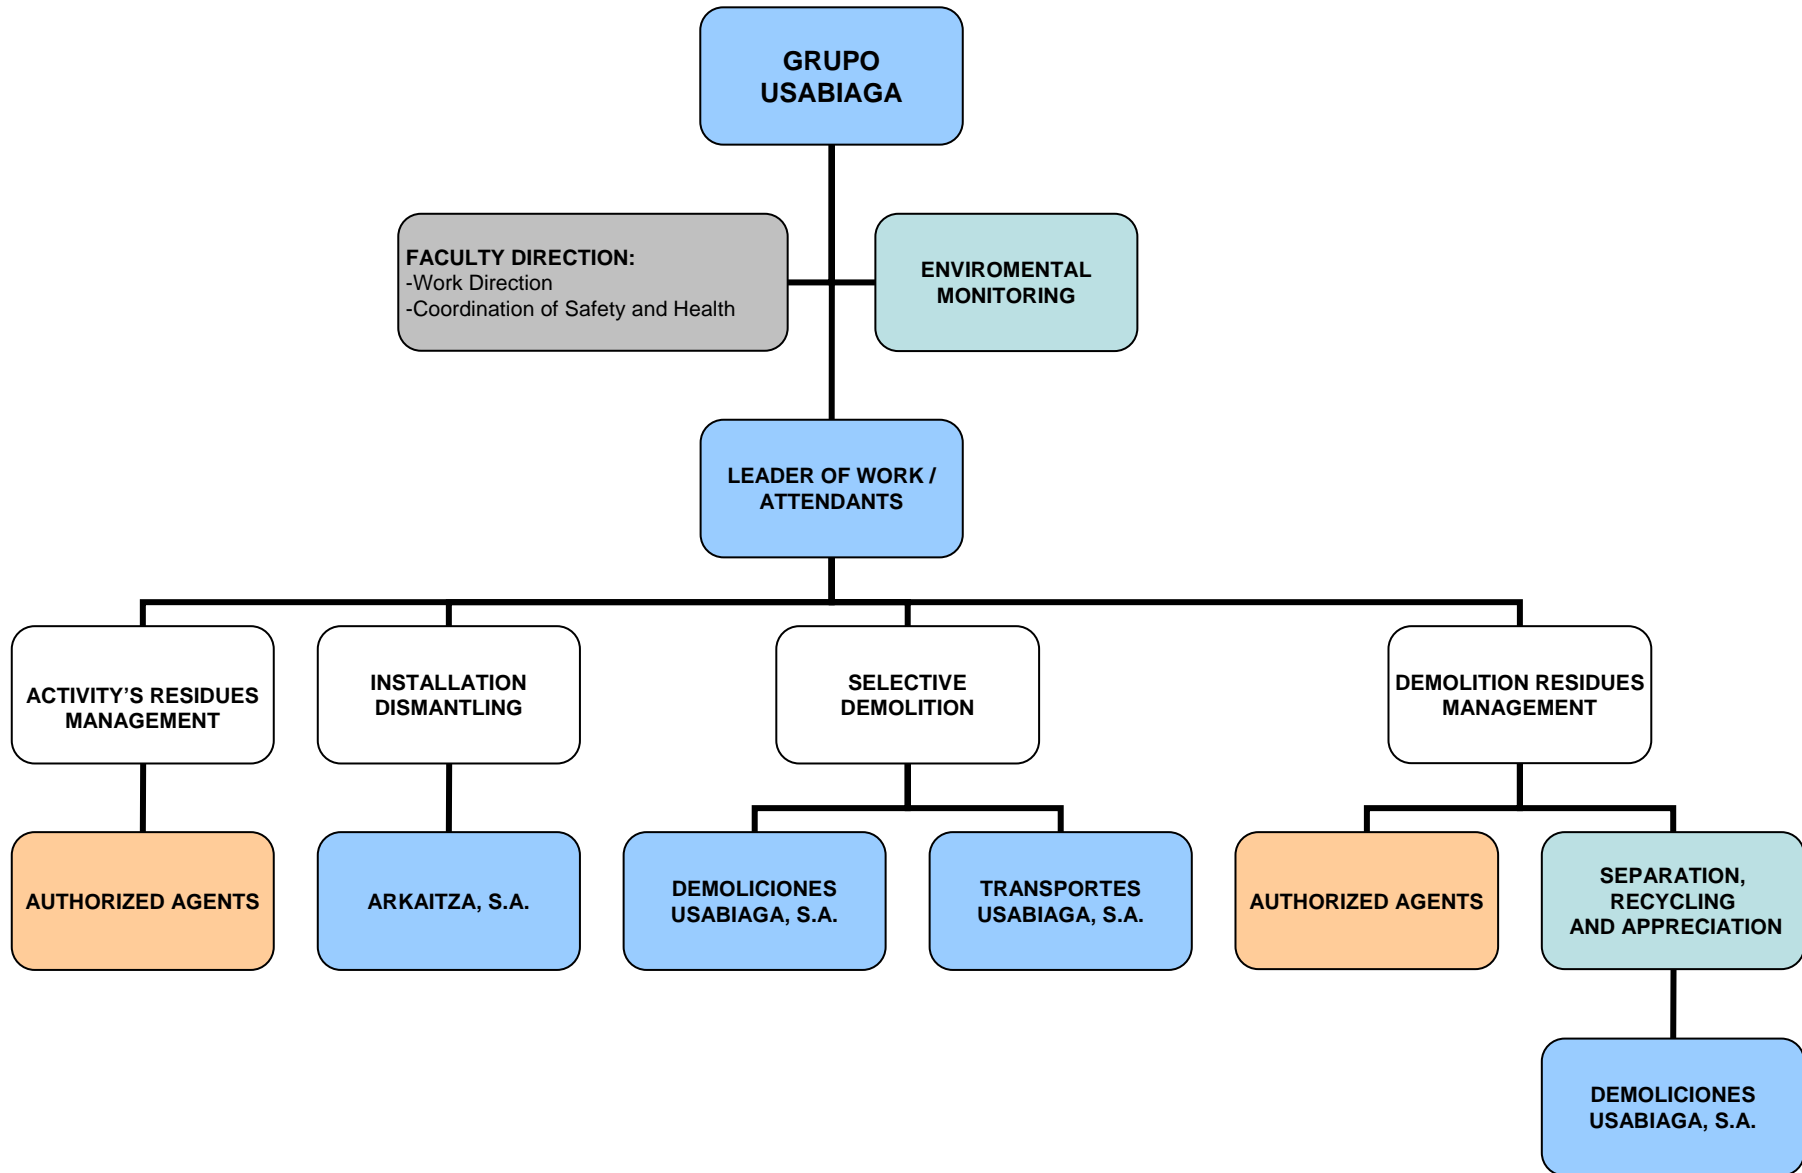 GRUPO
USABIAGA
FACULTY DIRECTION:
-Work Direction
-Coordination of Safety and Health
ENVIROMENTAL
MONITORING
LEADER OF WORK /
ATTENDANTS
ACTIVITY’S RESIDUES
MANAGEMENT
INSTALLATION
DISMANTLING
SELECTIVE
DEMOLITION
DEMOLITION RESIDUES
MANAGEMENT
AUTHORIZED AGENTS
ARKAITZA, S.A.
DEMOLICIONES
USABIAGA, S.A.
TRANSPORTES
USABIAGA, S.A.
AUTHORIZED AGENTS
SEPARATION,
RECYCLING
AND APPRECIATION
DEMOLICIONES
USABIAGA, S.A.